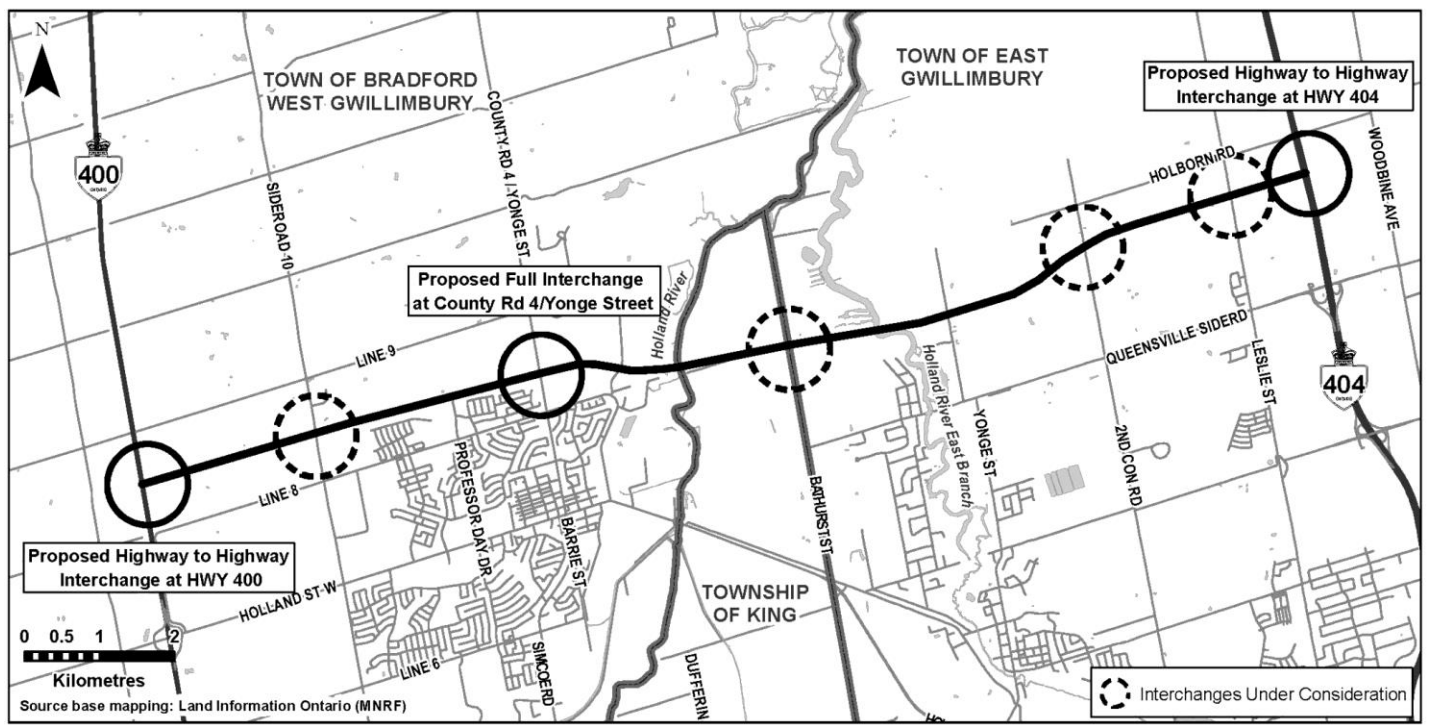 N
TOWN OF BRADFORD
WEST GWILLIMBURY
TOWN OF EAST
GWILLIMBURY
Proposed Highway to Highway
Interchange at HWY 404
400
ONTARIO
SIDEROAD 10
COUNTY RD 4 / YONGE ST
HOLBORN RD
WOODBINE AVE
Proposed Full Interchange
at County Rd 4/Yonge Street
Holland River
LINE 9
QUEENSVILLE SIDERD
LESLIE ST
404
ONTARIO
LINE 8
PROFESSOR DAY DR
BARRIE ST
BATHURST ST
Holland River East Branch
YONGE ST
2ND CON RD
Proposed Highway to Highway
Interchange at HWY 400
HOLLAND ST W
TOWNSHIP
OF KING
0 0.5 1 2
Kilometres
LINE 6
SIMCOE RD
DUFFERIN
Interchanges Under Consideration
Source base mapping: Land Information Ontario (MNRF)